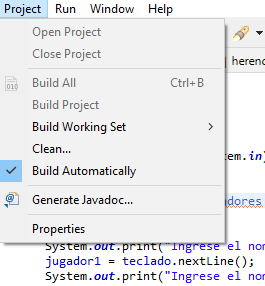 Project Run Window Help
Open Project
Close Project
herenc
Build All Ctrl+B
Build Project
Build Working Set
Clean...
tem.in)
Build Automatically
Generate Javadoc...
adores
Properties
System.out.print("Ingrese el nom
jugador1 = teclado.nextLine();
System.out.print("Ingrese el nom